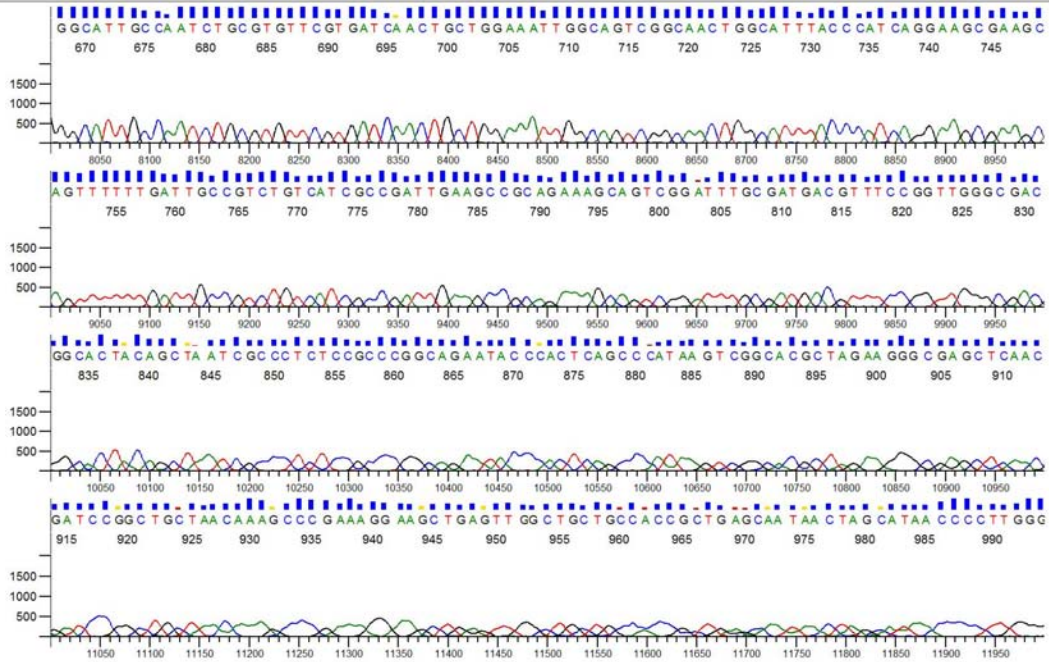 GGCATTGCCAATCTGCGTGTTCGTGATCAACTGCTGGAAATTGGCAGTCGGCAACTGGCATTTACCCATCAGGAAGCGAAGC
670 675 680 685 690 695 700 705 710 715 720 725 730 735 740 745
1500
1000
500
8050 8100 8150 8200 8250 8300 8350 8400 8450 8500 8550 8600 8650 8700 8750 8800 8850 8900 8950
AGTTTTTTGATTGCCGTCTGTCATCGCCGATTGAAGCCGCAGAAAGCAGTCGGATTTGCGATGACGTTTCCGGTTGGGCGAC
755 760 765 770 775 780 785 790 795 800 805 810 815 820 825 830
1500
1000
500
9050 9100 9150 9200 9250 9300 9350 9400 9450 9500 9550 9600 9650 9700 9750 9800 9850 9900 9950
GGCACTACAGCTAATCGCCCTCTCCGCCCGGCAGAATACCCACTCAGCCCATAAGTCGGCACGCTAGAAGGGCGAGCTCAAC
835 840 845 850 855 860 865 870 875 880 885 890 895 900 905 910
1500
1000
500
10050 10100 10150 10200 10250 10300 10350 10400 10450 10500 10550 10600 10650 10700 10750 10800 10850 10900 10950
GATCCGGCTGCTAACAAAGCCCGAAAGGAAGCTGAGTTGGCTGCTGCCACCGCTGAGCAATAACTAGCATAACCCCTTGGG
915 920 925 930 935 940 945 950 955 960 965 970 975 980 985 990
1500
1000
500
11050 11100 11150 11200 11250 11300 11350 11400 11450 11500 11550 11600 11650 11700 11750 11800 11850 11900 11950